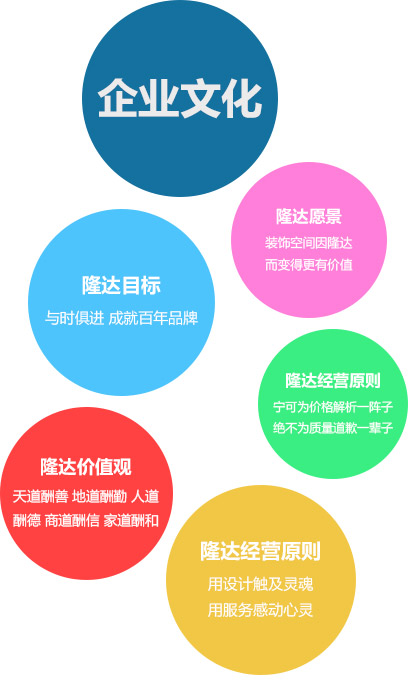 企业文化
隆达愿景
装饰空间因隆达
而变得更有价值
隆达目标
与时俱进 成就百年品牌
隆达经营原则
宁可为价格解析一阵子
绝不为质量道歉一辈子
隆达价值观
天道酬善 地道酬勤 人道
酬德 商道酬信 家道酬和
隆达经营原则
用设计触及灵魂
用服务感动心灵